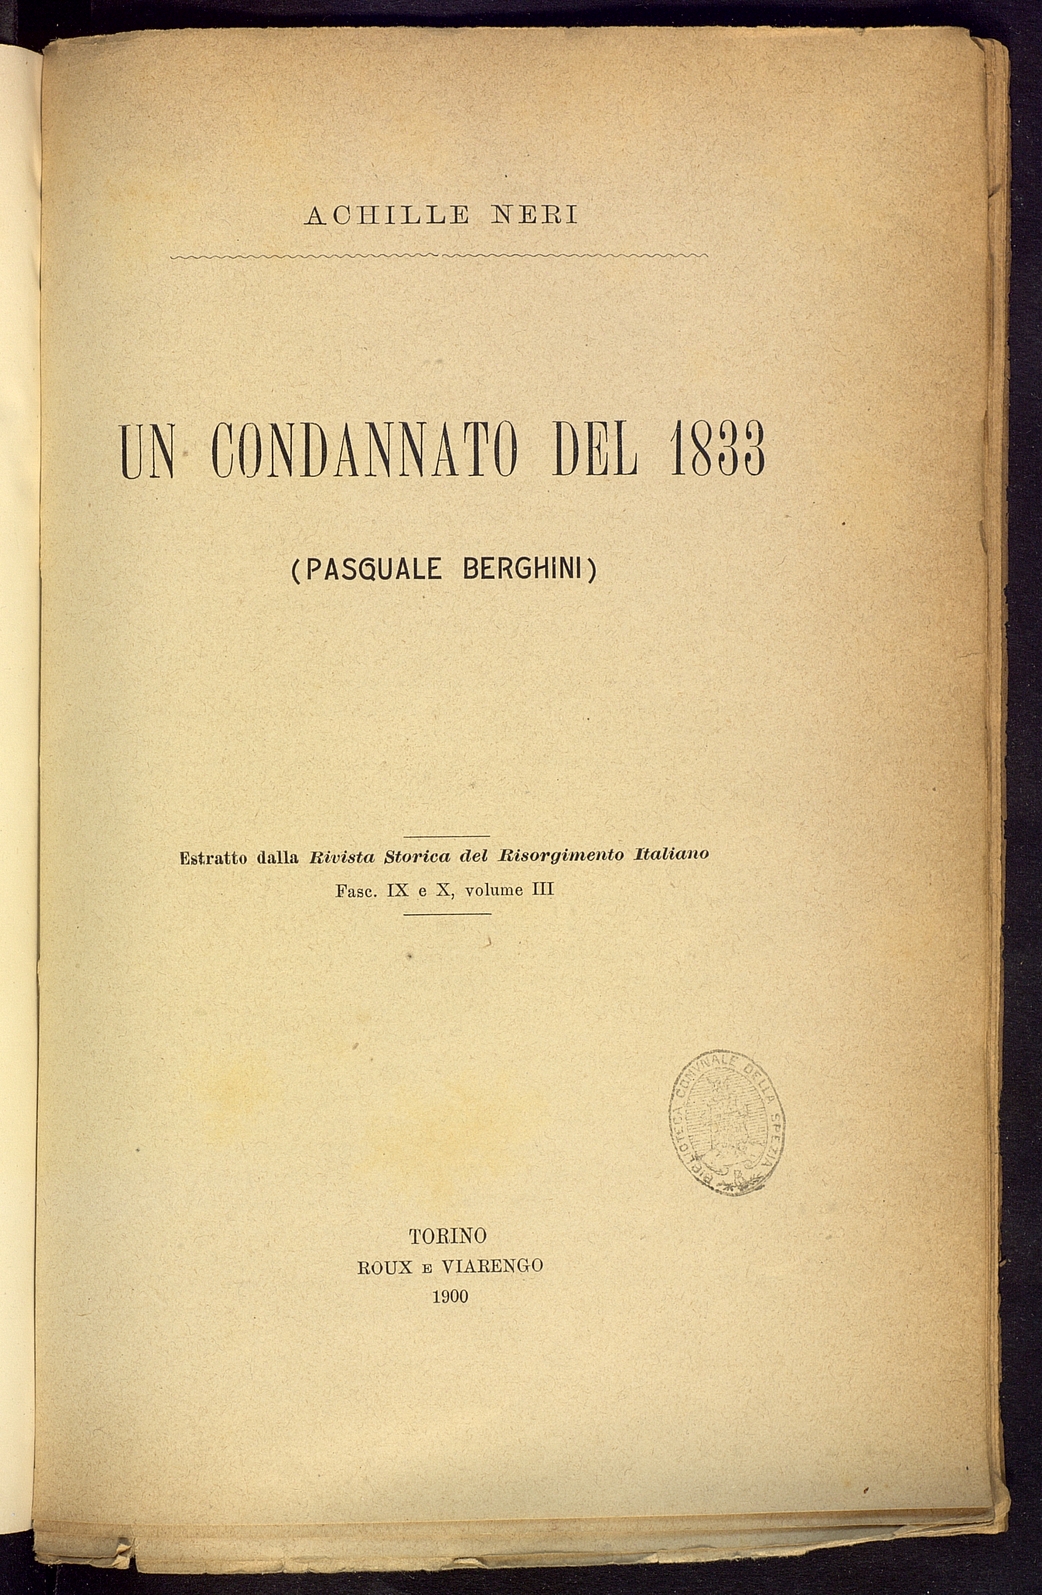 ACHILLE NERI
UN CONDANNATO DEL 1833
(PASQUALE BERGHINI)
Estratto dalla Rivista Storica del Risorgimento Italiano
Fasc. IX e X, volume III
BIBLIOTECA COMVNALE DELLA SPEZIA
TORINO
ROUX E VIARENGO
1900